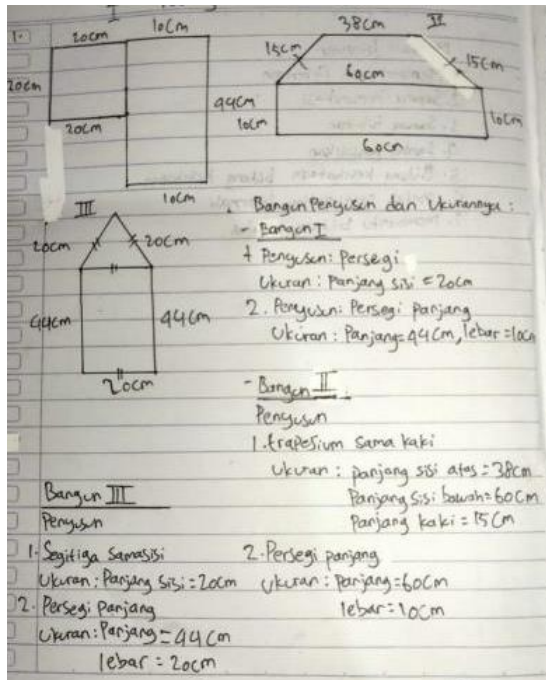 I
1.
20cm
10cm
20cm
20cm
44cm
10cm
38cm
II
15cm
15cm
60cm
10cm
10cm
60cm
III
20cm
20cm
44cm
44cm
20cm
Bangun Penyusun dan Ukurannya :
- Bangun I
1 Penyusun: Persegi
Ukuran : Panjang sisi = 20cm
2. Penyusun: Persegi panjang
Ukuran : Panjang=44cm, lebar=10cm
- Bangun II
Penyusun
1. trapesium sama kaki
Ukuran : panjang sisi atas = 38cm
Panjang sisi bawah=60cm
Panjang kaki = 15cm
2. Persegi panjang
Ukuran : panjang=60cm
lebar=10cm
Bangun III
Penyusun
1. Segitiga samasisi
Ukuran: Panjang sisi = 20cm
2. Persegi Panjang
Ukuran: Panjang = 44cm
lebar = 20cm